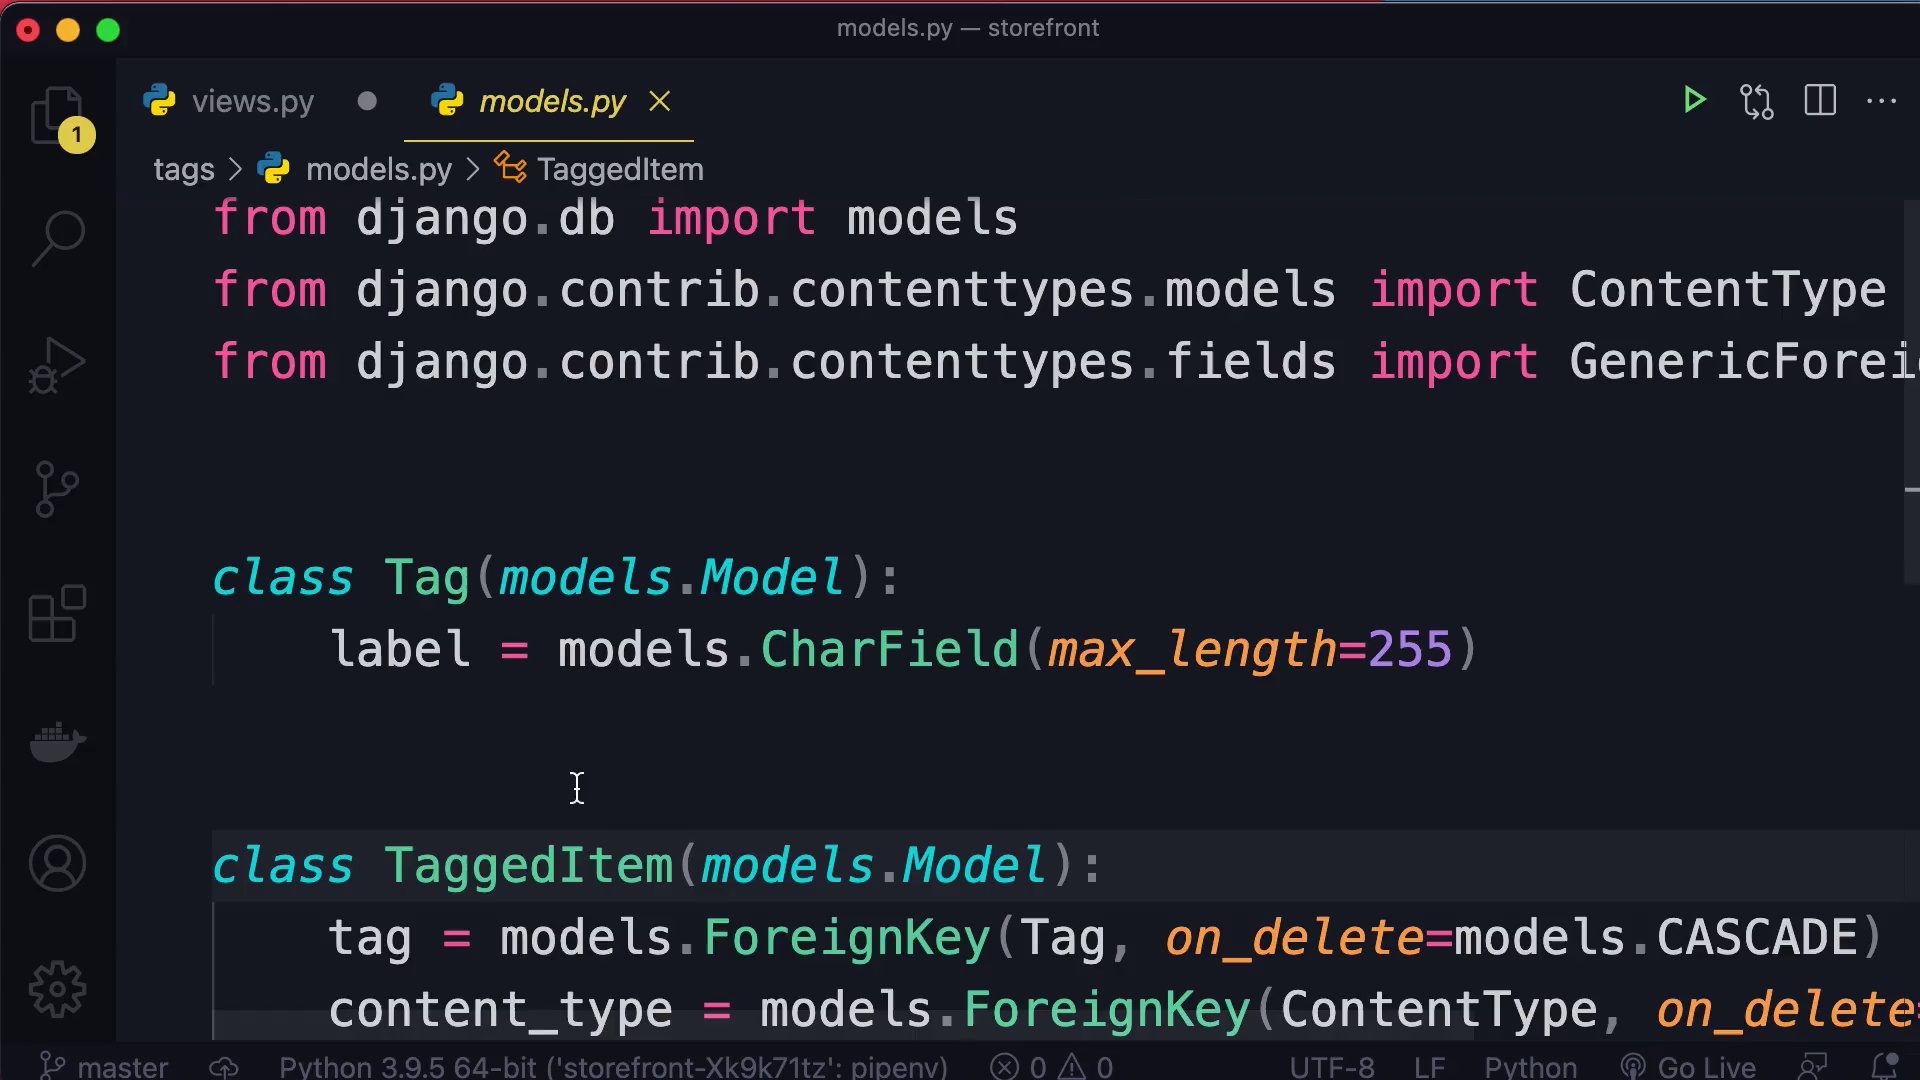 models.py — storefront
views.py
models.py
1
tags > models.py > TaggedItem
from django.db import models
from django.contrib.contenttypes.models import ContentType
from django.contrib.contenttypes.fields import GenericForei
class Tag(models.Model):
label = models.CharField(max_length=255)
class TaggedItem(models.Model):
tag = models.ForeignKey(Tag, on_delete=models.CASCADE)
content_type = models.ForeignKey(ContentType, on_delete=
master Python 3.9.5 64-bit ('storefront-Xk9k71tz': pipenv) 0 0 UTF-8 LF Python Go Live